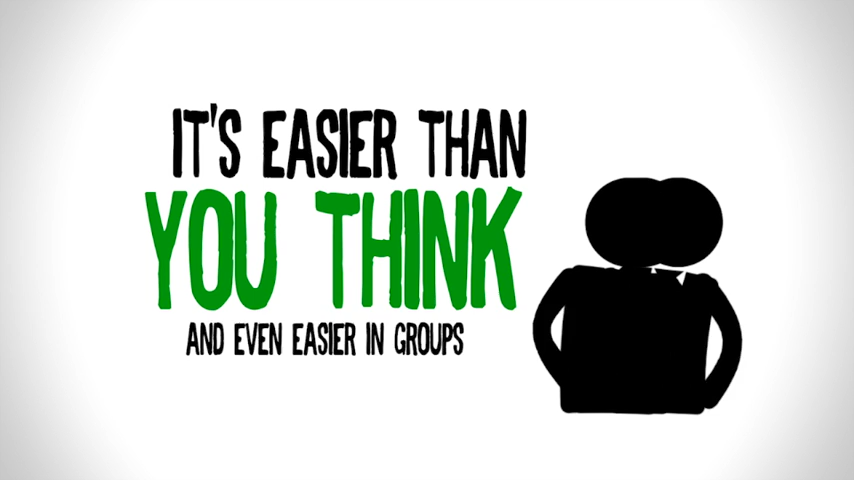 IT'S EASIER THAN
YOU THINK
AND EVEN EASIER IN GROUPS